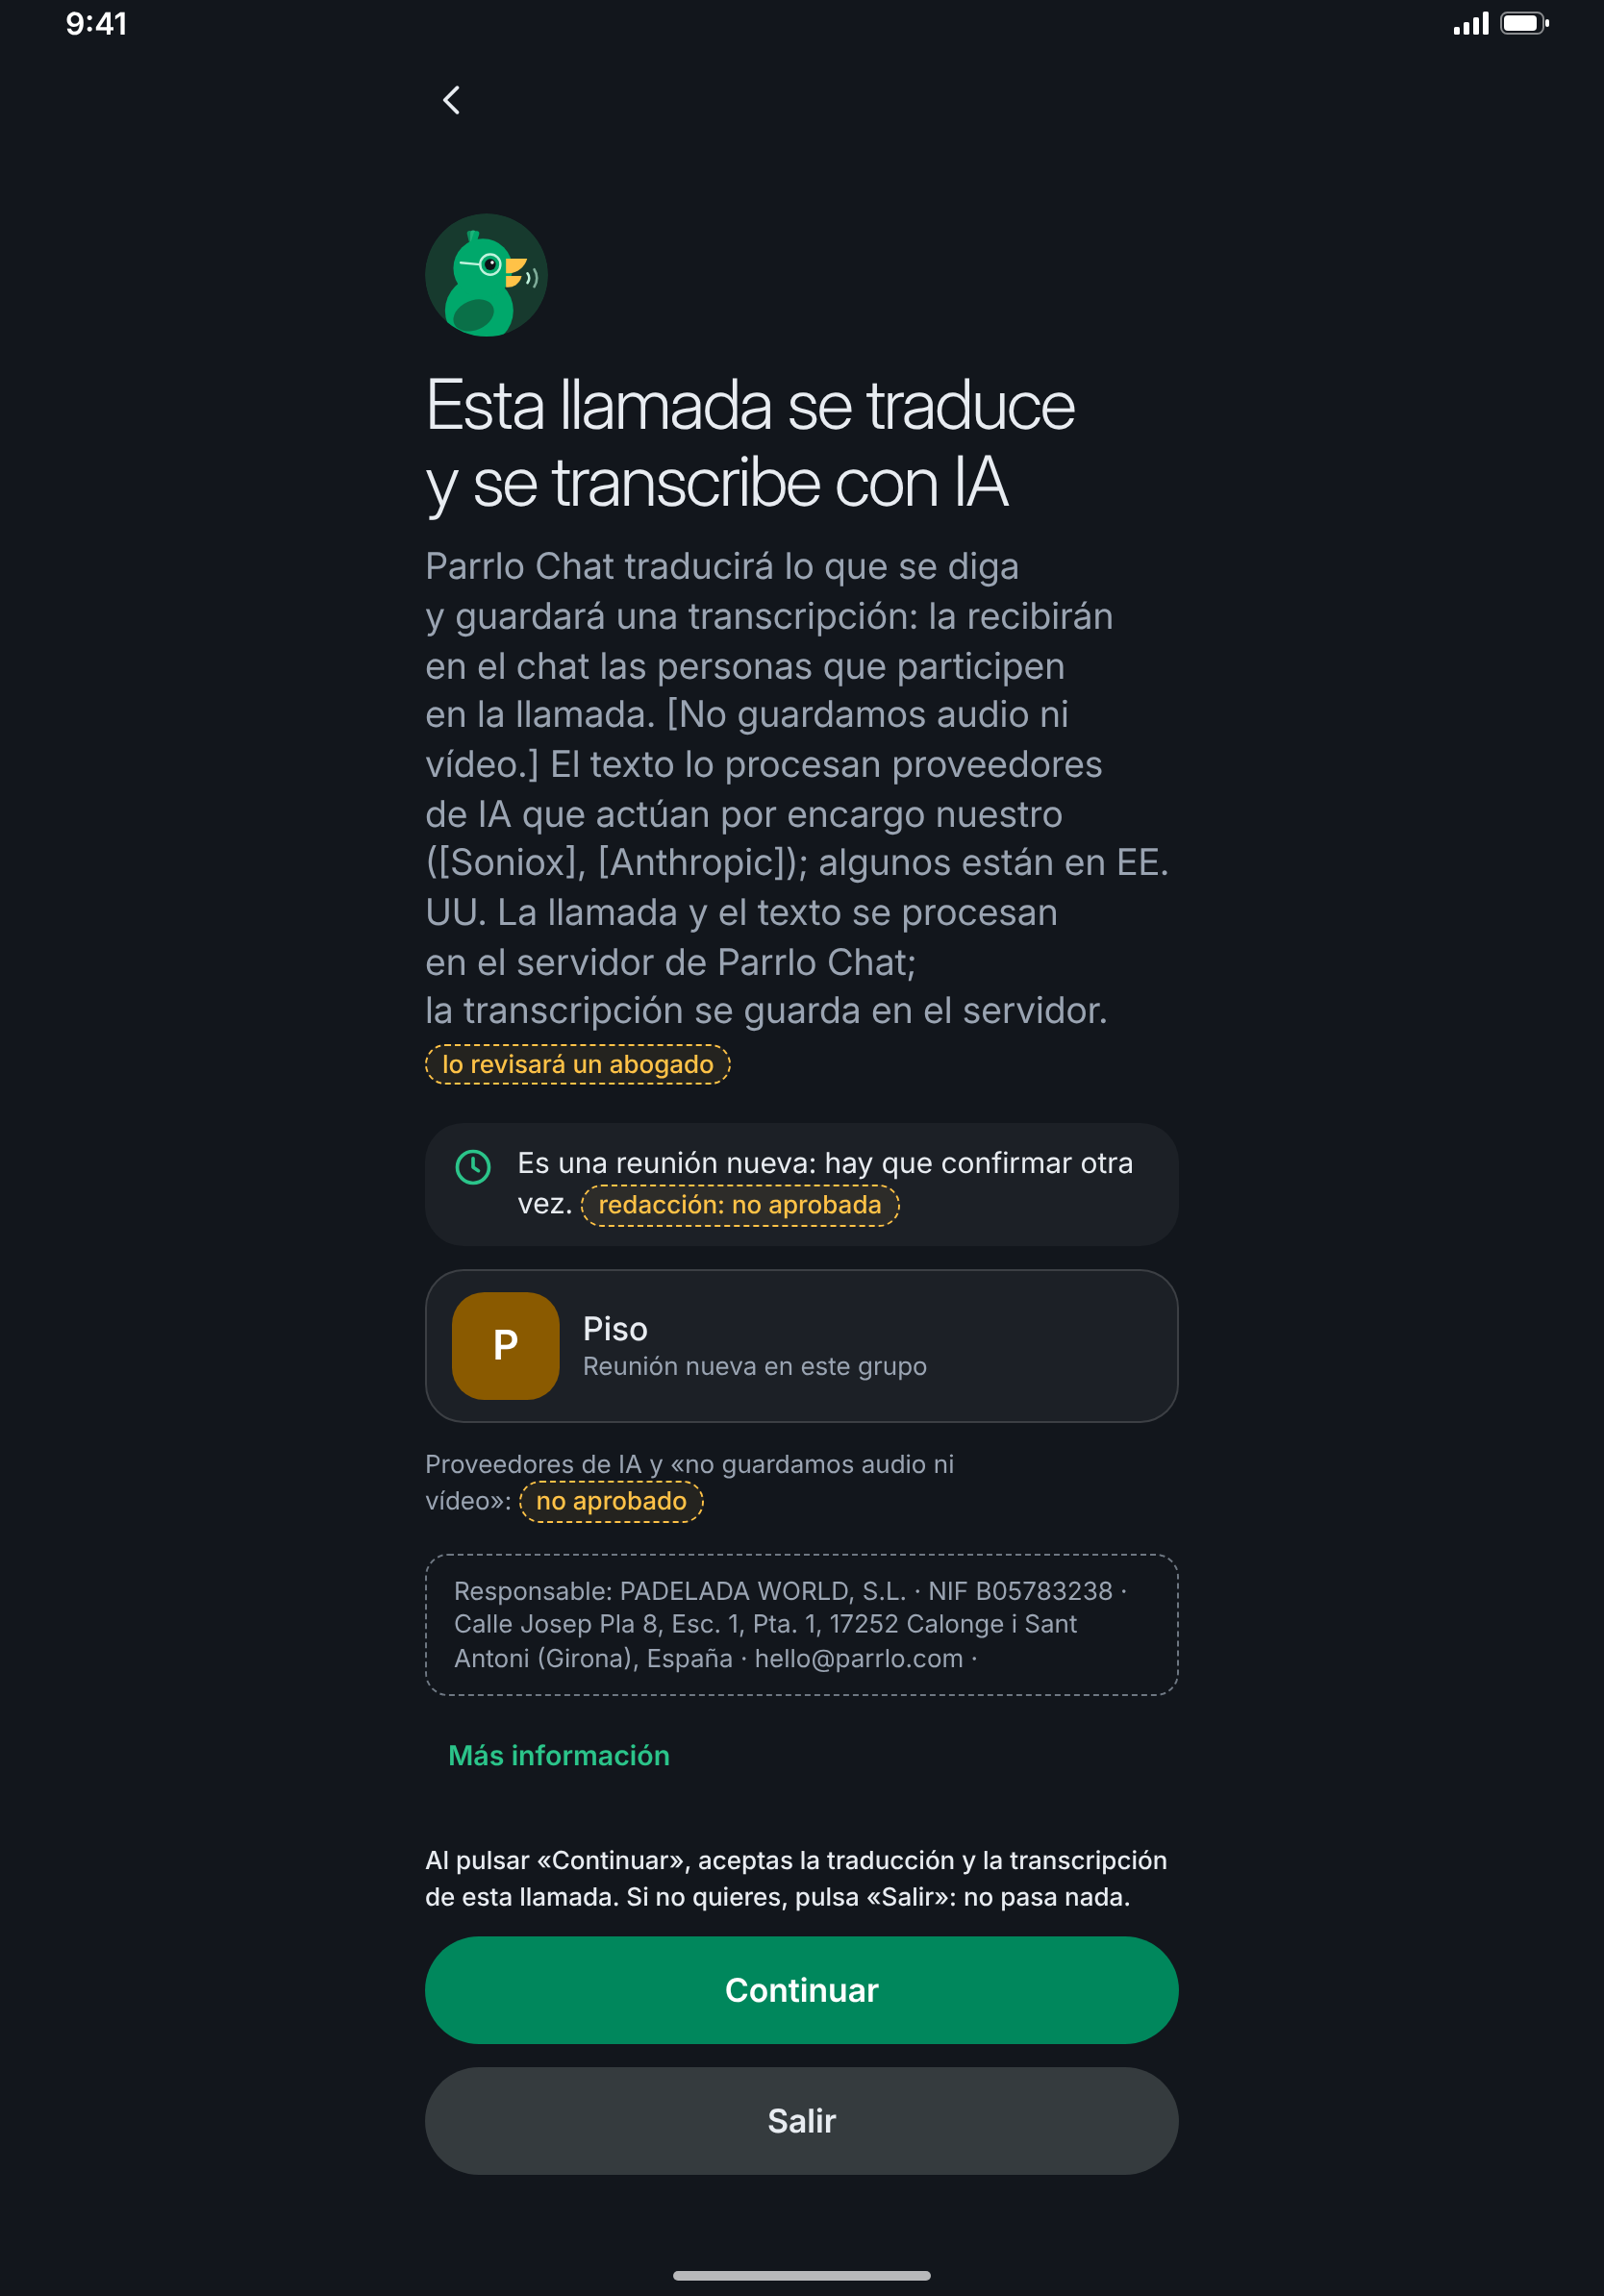 9:41
Esta llamada se traduce
y se transcribe con IA
Parrlo Chat traducirá lo que se diga
y guardará una transcripción: la recibirán
en el chat las personas que participen
en la llamada. [No guardamos audio ni
vídeo.] El texto lo procesan proveedores
de IA que actúan por encargo nuestro
([Soniox], [Anthropic]); algunos están en EE.
UU. La llamada y el texto se procesan
en el servidor de Parrlo Chat;
la transcripción se guarda en el servidor.
lo revisará un abogado
Es una reunión nueva: hay que confirmar otra
vez. redacción: no aprobada
P
Piso
Reunión nueva en este grupo
Proveedores de IA y «no guardamos audio ni
vídeo»: no aprobado
Responsable: PADELADA WORLD, S.L. · NIF B05783238 ·
Calle Josep Pla 8, Esc. 1, Pta. 1, 17252 Calonge i Sant
Antoni (Girona), España · hello@parrlo.com ·
Más información
Al pulsar «Continuar», aceptas la traducción y la transcripción
de esta llamada. Si no quieres, pulsa «Salir»: no pasa nada.
Continuar
Salir